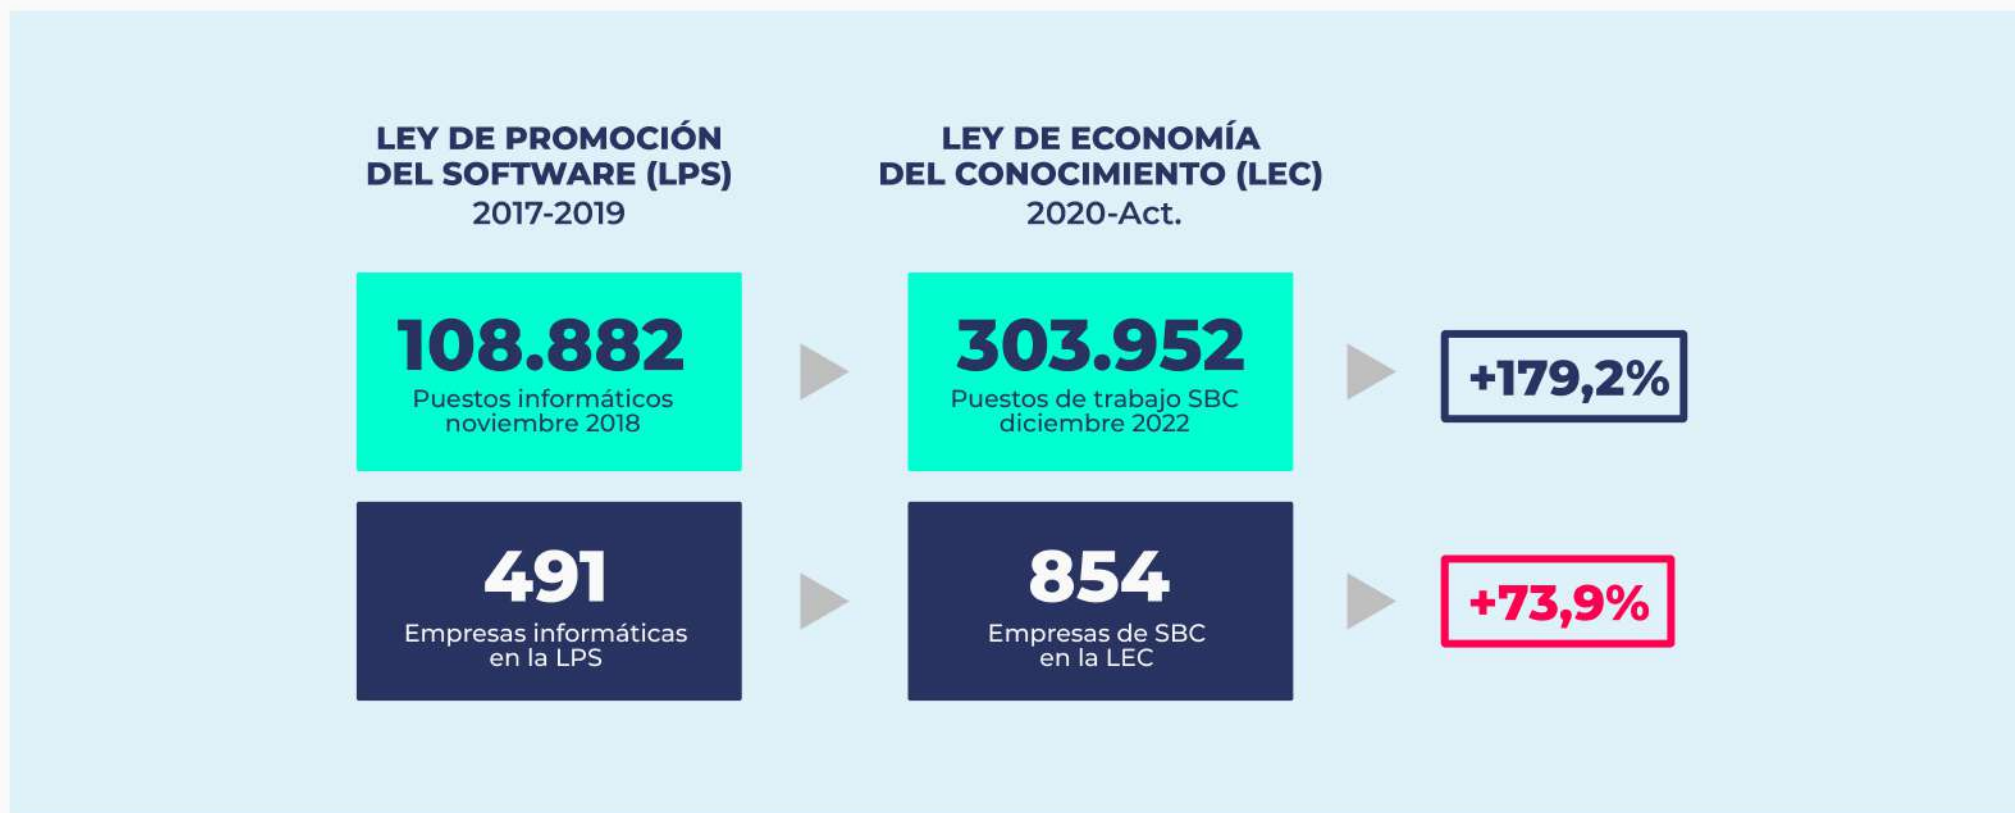 LEY DE PROMOCIÓN
DEL SOFTWARE (LPS)
2017-2019
LEY DE ECONOMÍA
DEL CONOCIMIENTO (LEC)
2020-Act.
108.882
Puestos informáticos
noviembre 2018
303.952
Puestos de trabajo SBC
diciembre 2022
+179,2%
491
Empresas informáticas
en la LPS
854
Empresas de SBC
en la LEC
+73,9%